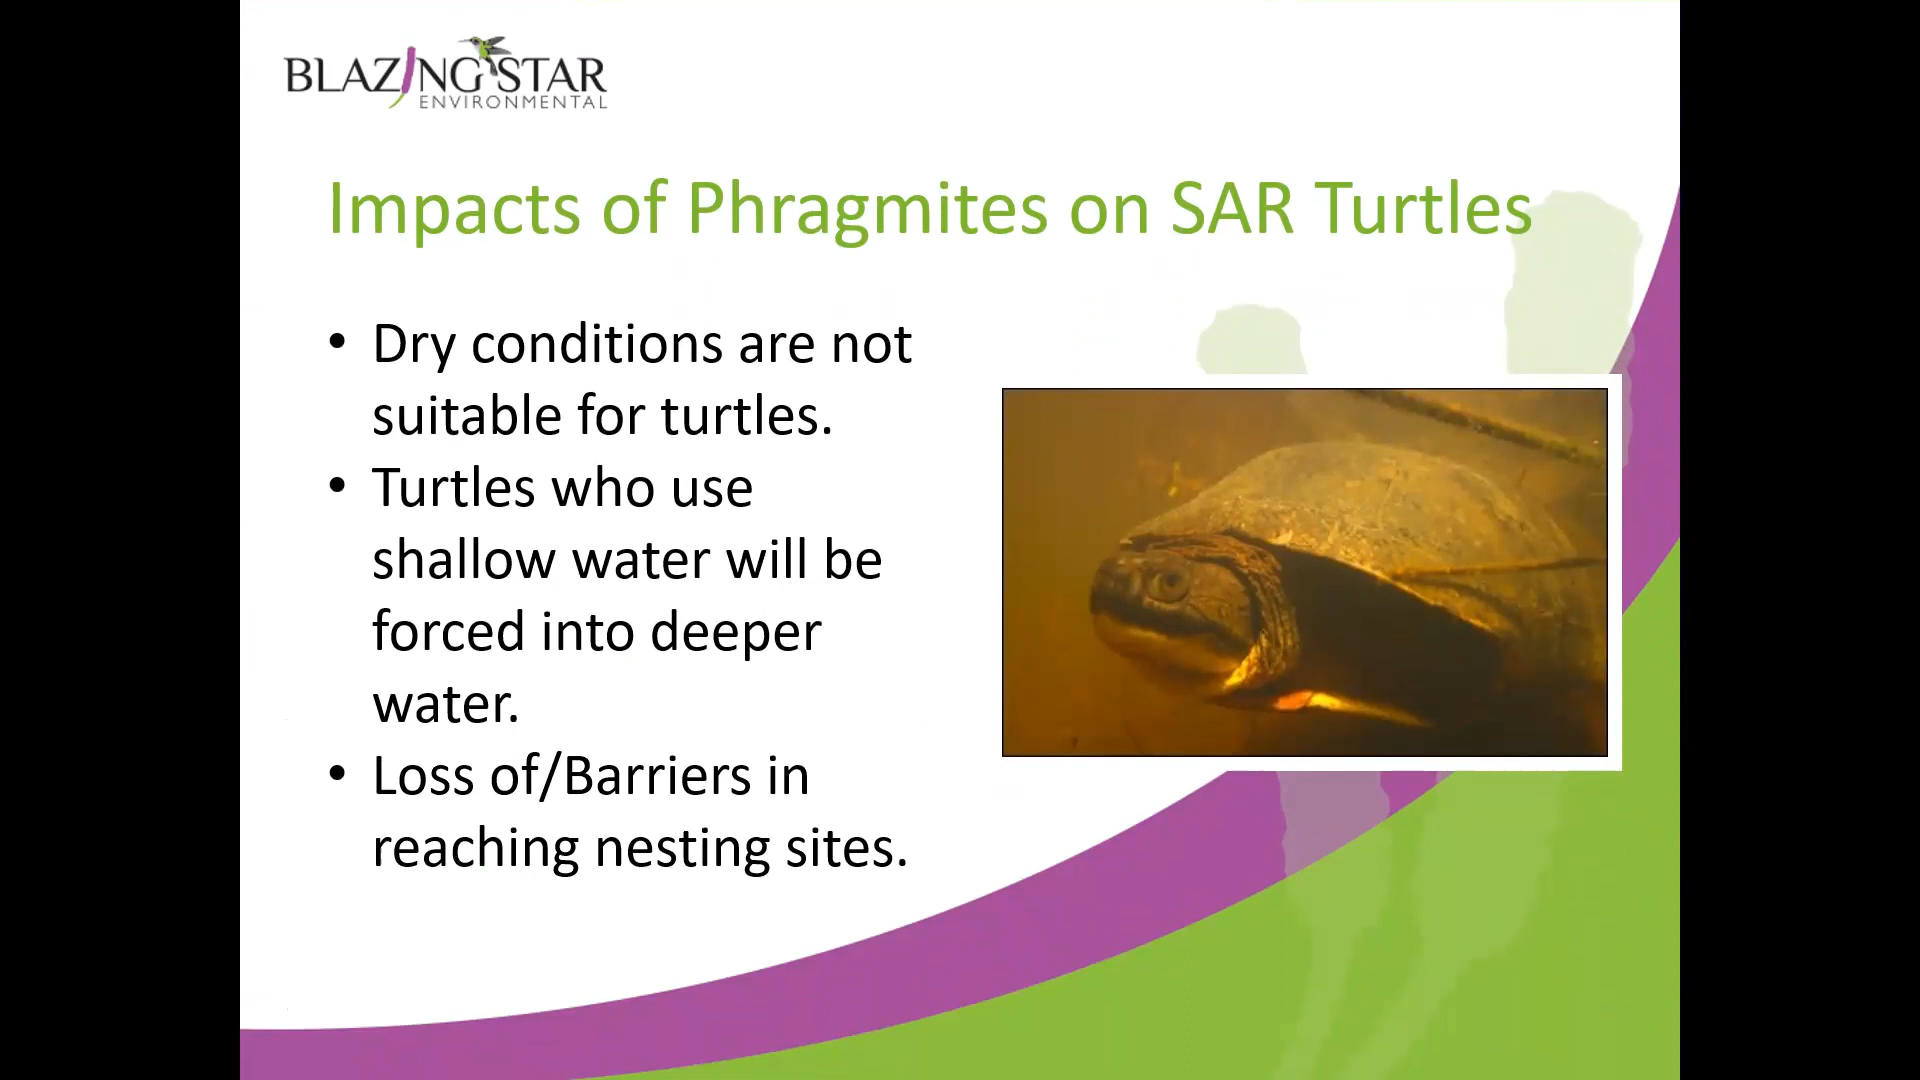 BLAZING STAR
ENVIRONMENTAL
Impacts of Phragmites on SAR Turtles
• Dry conditions are not
suitable for turtles.
• Turtles who use
shallow water will be
forced into deeper
water.
• Loss of/Barriers in
reaching nesting sites.